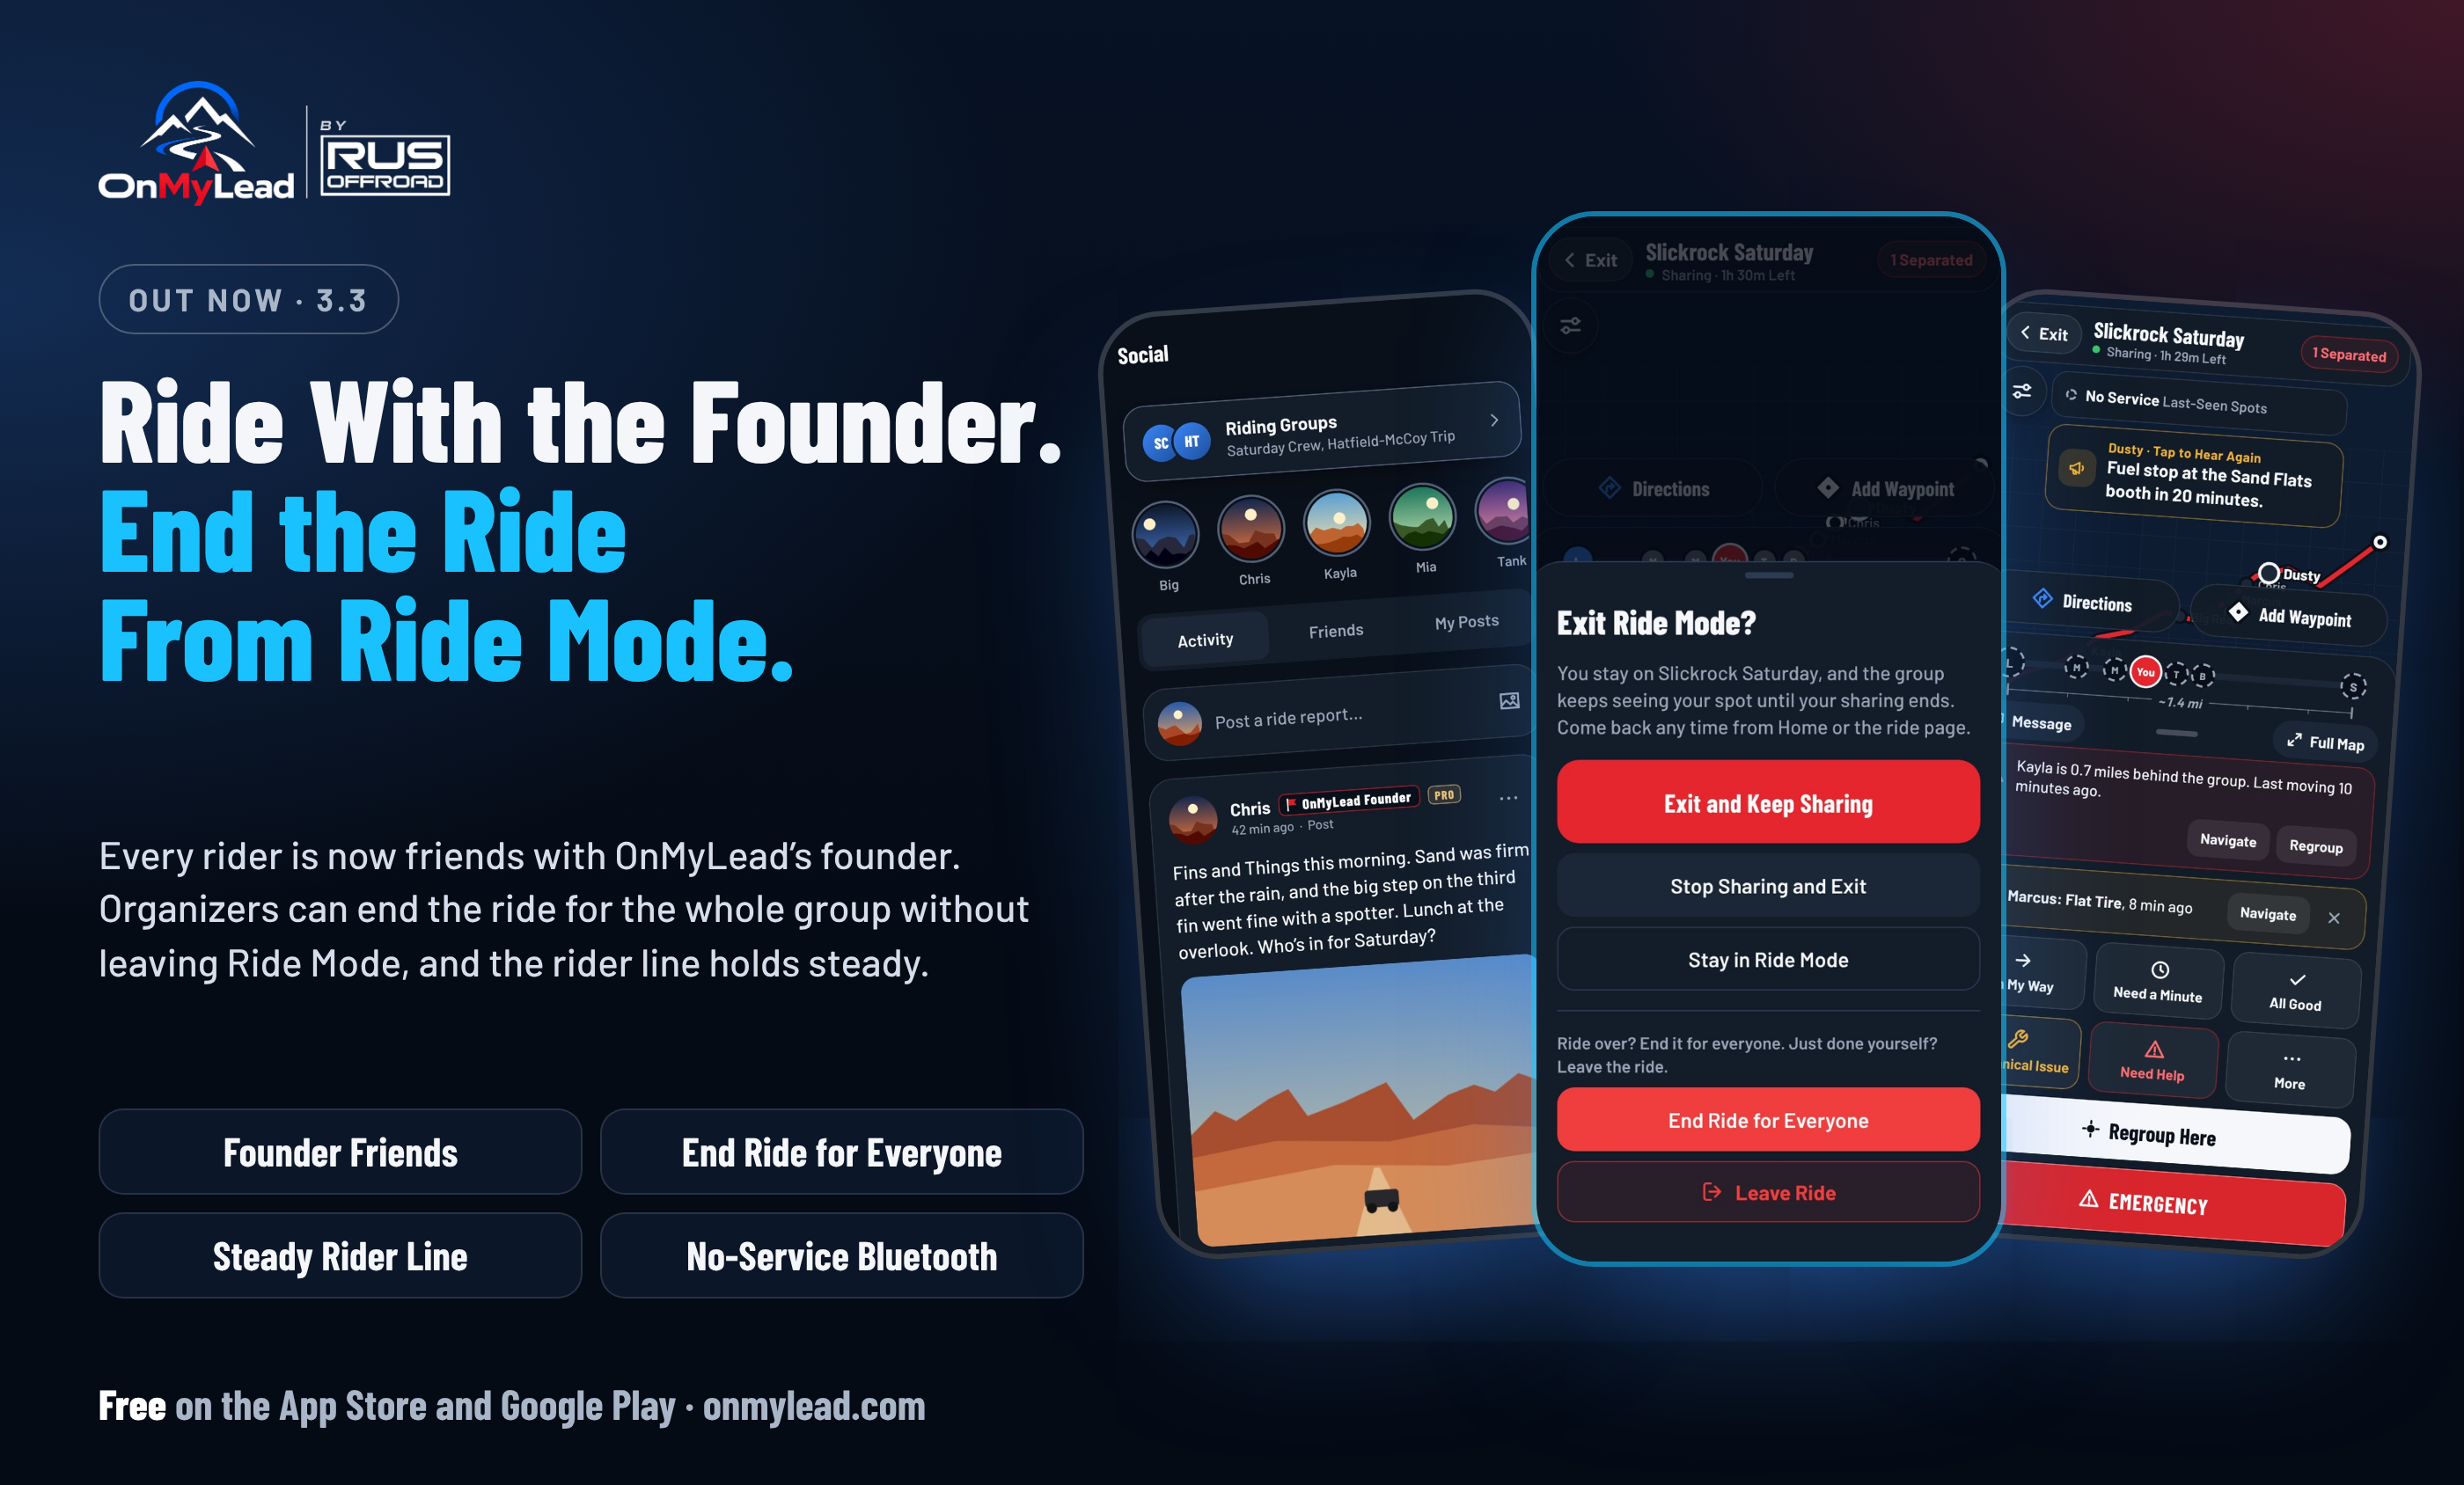 OnMyLead
BY
RUS
OFFROAD
OUT NOW · 3.3
Ride With the Founder.
End the Ride
From Ride Mode.
Every rider is now friends with OnMyLead’s founder.
Organizers can end the ride for the whole group without
leaving Ride Mode, and the rider line holds steady.
Founder Friends
End Ride for Everyone
Steady Rider Line
No-Service Bluetooth
Free on the App Store and Google Play · onmylead.com
Social
SC HT
Riding Groups
Saturday Crew, Hatfield-McCoy Trip
Big Chris Kayla Mia Tank
Activity Friends My Posts
Post a ride report...
Chris OnMyLead Founder PRO
42 min ago · Post
Fins and Things this morning. Sand was firm
after the rain, and the big step on the third
fin went fine with a spotter. Lunch at the
overlook. Who’s in for Saturday?
Exit
Slickrock Saturday
Sharing · 1h 30m Left
1 Separated
Directions
Add Waypoint
Chris
You
Exit Ride Mode?
You stay on Slickrock Saturday, and the group
keeps seeing your spot until your sharing ends.
Come back any time from Home or the ride page.
Exit and Keep Sharing
Stop Sharing and Exit
Stay in Ride Mode
Ride over? End it for everyone. Just done yourself?
Leave the ride.
End Ride for Everyone
Leave Ride
Exit
Slickrock Saturday
Sharing · 1h 29m Left
1 Separated
No Service Last-Seen Spots
Dusty · Tap to Hear Again
Fuel stop at the Sand Flats
booth in 20 minutes.
Dusty
Chris
Directions
Add Waypoint
L M M You T B S
~1.4 mi
Message
Full Map
Kayla is 0.7 miles behind the group. Last moving 10
minutes ago.
Navigate
Regroup
Marcus: Flat Tire, 8 min ago
Navigate
My Way
Need a Minute
All Good
nical Issue
Need Help
More
Regroup Here
EMERGENCY